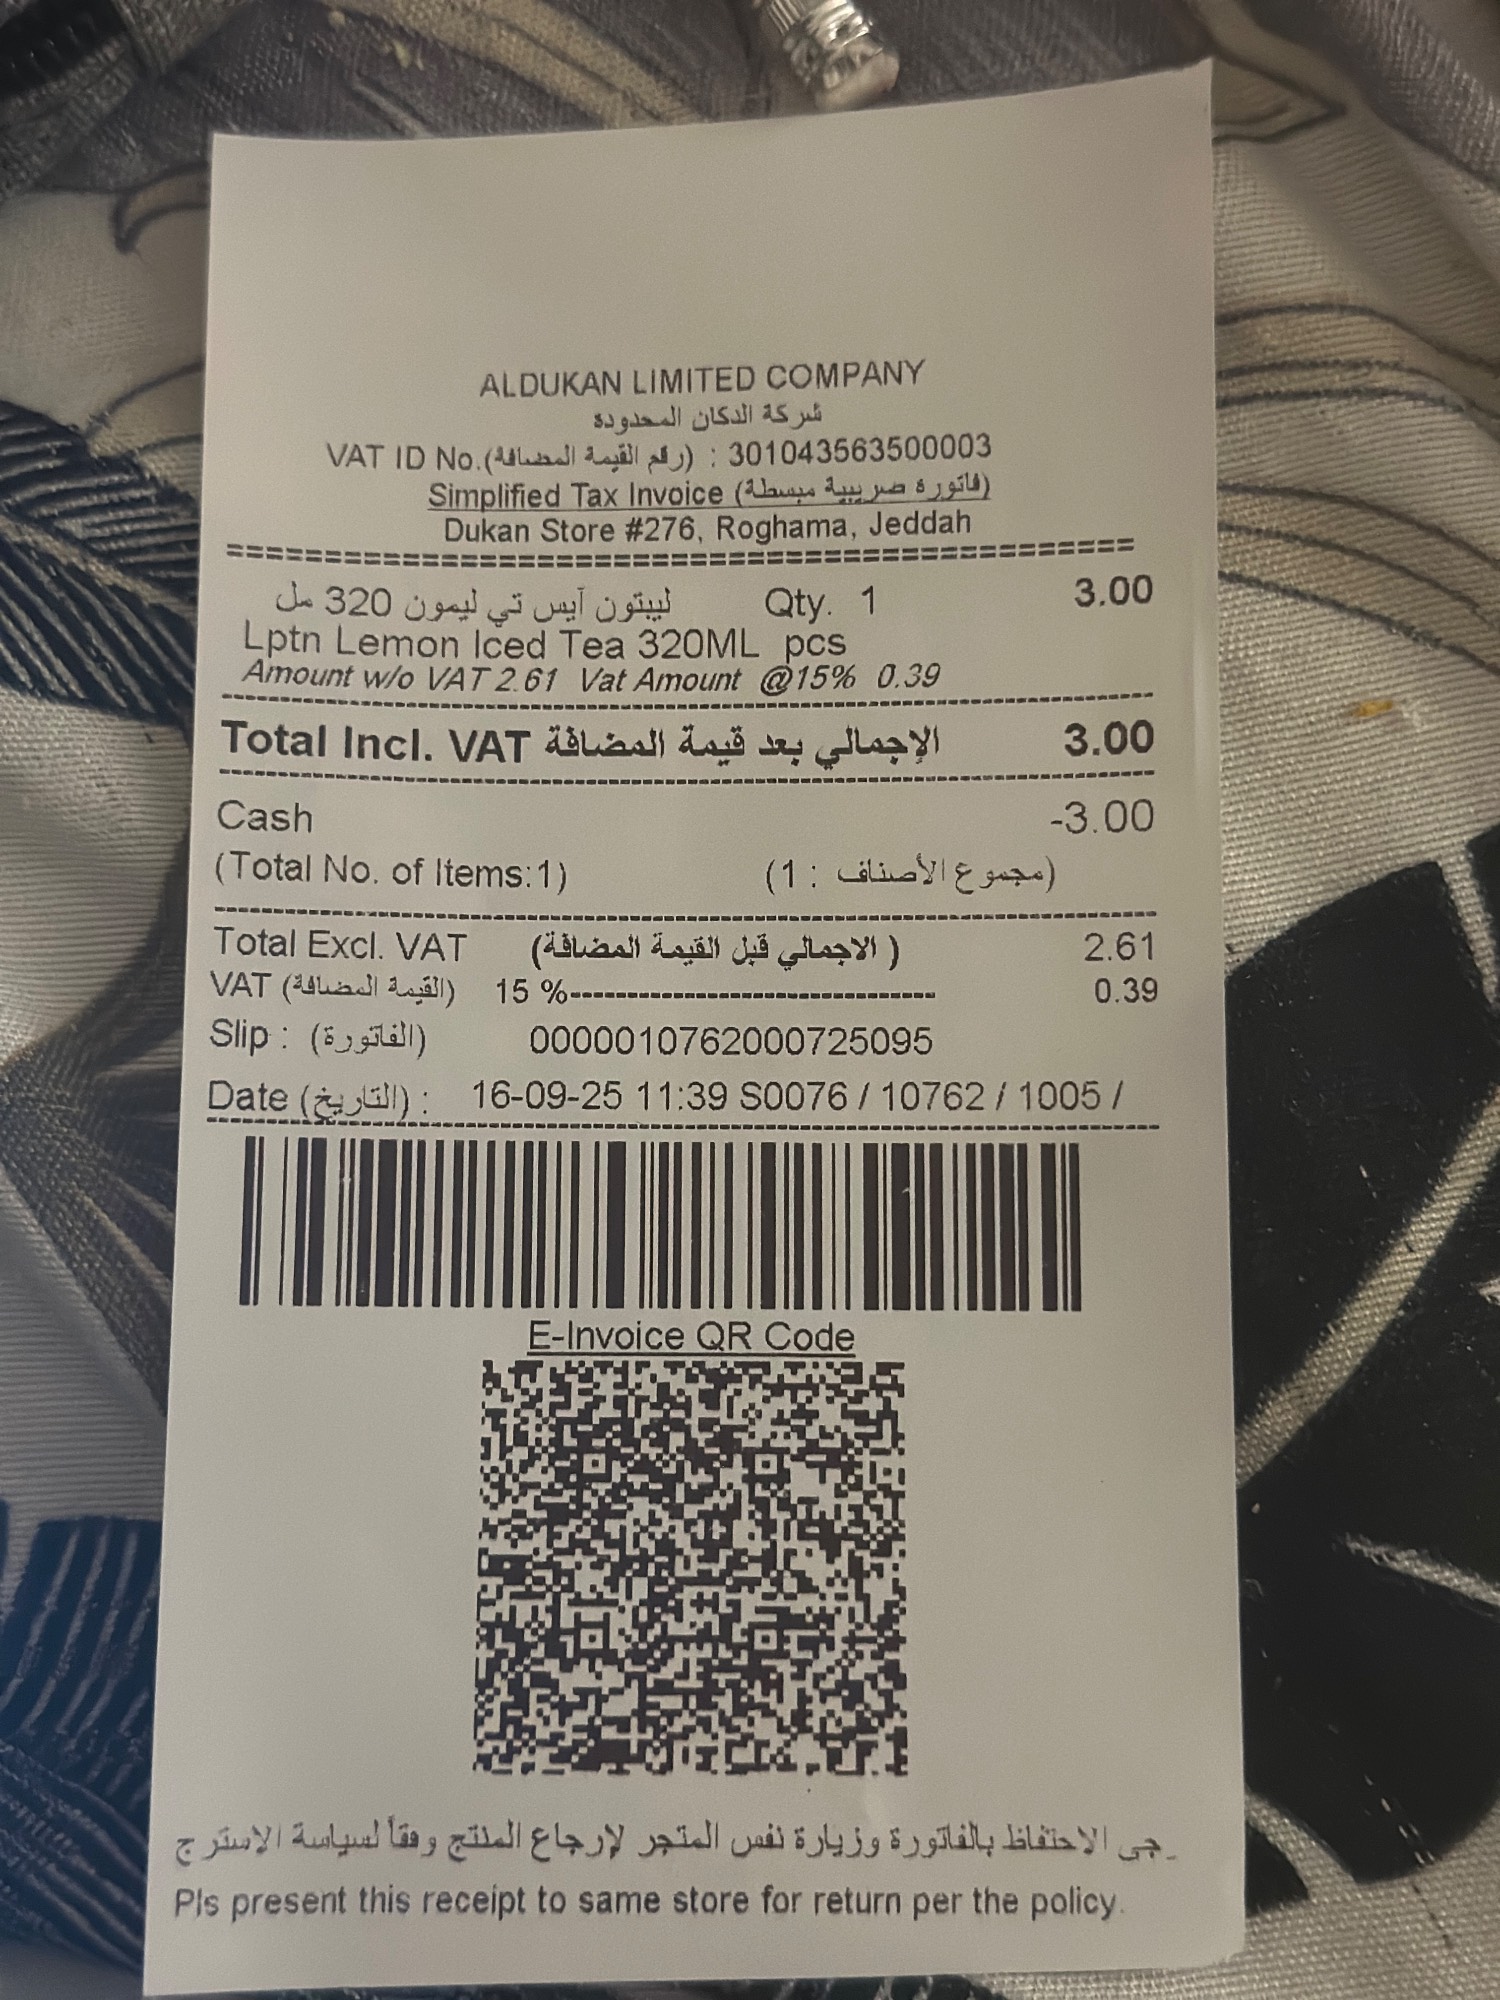 ALDUKAN LIMITED COMPANY
شركة الدكان المحدودة
VAT ID No.(رقم القيمة المضافة) : 301043563500003
Simplified Tax Invoice (فاتورة ضريبية مبسطة)
Dukan Store #276, Roghama, Jeddah
ليبتون آيس تي ليمون 320 مل Qty. 1 3.00
Lptn Lemon Iced Tea 320ML pcs
Amount w/o VAT 2.61 Vat Amount @15% 0.39
Total Incl. VAT الإجمالي بعد قيمة المضافة 3.00
Cash -3.00
(Total No. of Items:1) (مجموع الأصناف : 1)
Total Excl. VAT (الاجمالي قبل القيمة المضافة ) 2.61
VAT (القيمة المضافة) 15 %-------------------------------- 0.39
Slip : (الفاتورة) 0000010762000725095
Date (التاريخ) : 16-09-25 11:39 S0076 / 10762 / 1005 /
E-Invoice QR Code
جى الاحتفاظ بالفاتورة وزيارة نفس المتجر لإرجاع المنتج وفقاً لسياسة الاسترج
Pls present this receipt to same store for return per the policy.